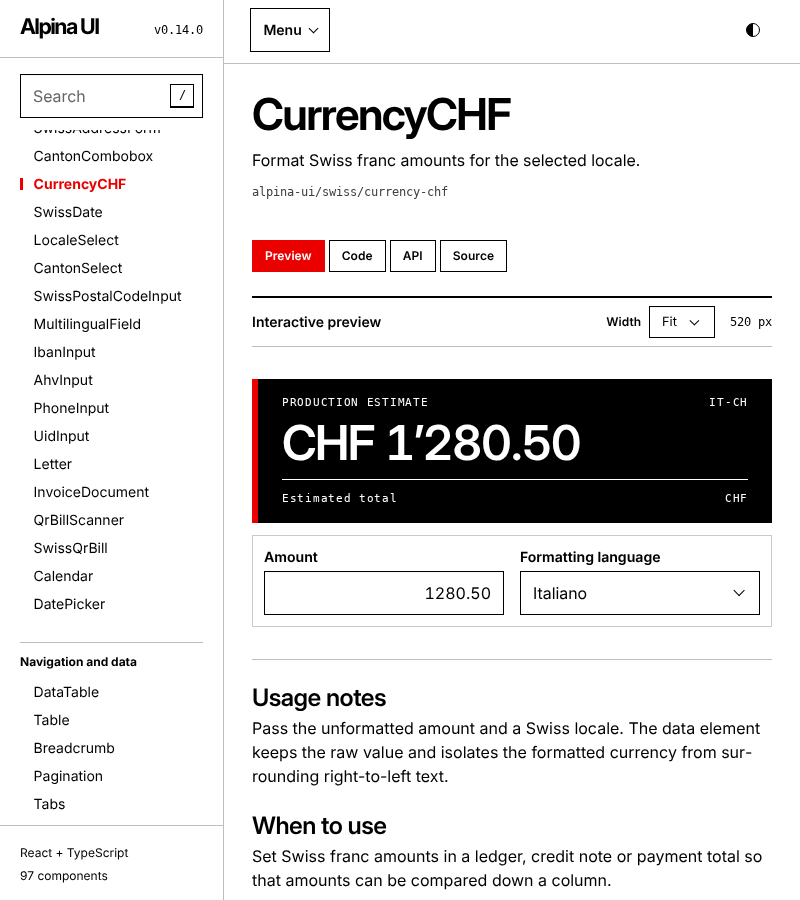 Alpina UI
v0.14.0
Search
/
SwissAddressForm
CantonCombobox
CurrencyCHF
SwissDate
LocaleSelect
CantonSelect
SwissPostalCodeInput
MultilingualField
IbanInput
AhvInput
PhoneInput
UidInput
Letter
InvoiceDocument
QrBillScanner
SwissQrBill
Calendar
DatePicker
Navigation and data
DataTable
Table
Breadcrumb
Pagination
Tabs
React + TypeScript
97 components
Menu
CurrencyCHF
Format Swiss franc amounts for the selected locale.
alpina-ui/swiss/currency-chf
Preview
Code
API
Source
Interactive preview
Width
Fit
520 px
PRODUCTION ESTIMATE
IT-CH
CHF 1’280.50
Estimated total
CHF
Amount
Formatting language
1280.50
Italiano
Usage notes
Pass the unformatted amount and a Swiss locale. The data element
keeps the raw value and isolates the formatted currency from sur-
rounding right-to-left text.
When to use
Set Swiss franc amounts in a ledger, credit note or payment total so
that amounts can be compared down a column.